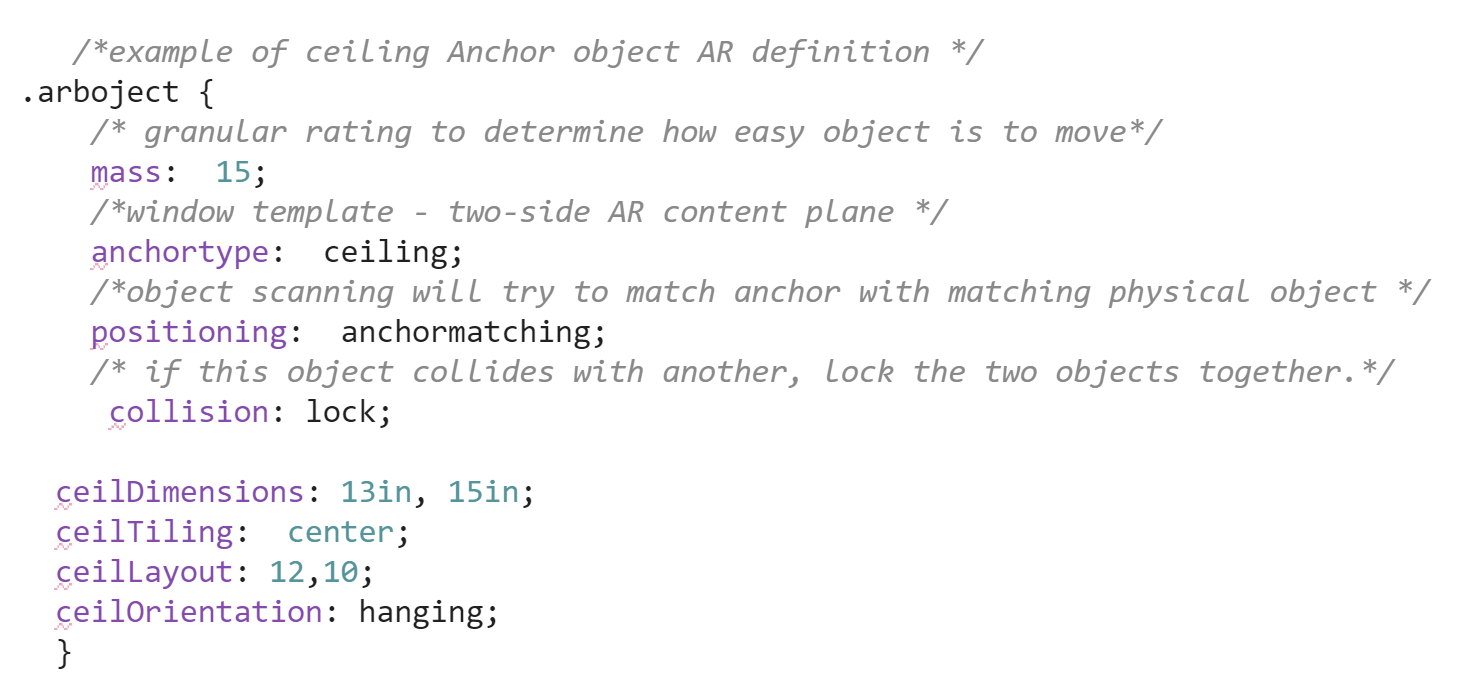 /*example of ceiling Anchor object AR definition */
.arboject {
/* granular rating to determine how easy object is to move*/
mass:  15;
/*window template - two-side AR content plane */
anchortype:  ceiling;
/*object scanning will try to match anchor with matching physical object */
positioning:  anchormatching;
/* if this object collides with another, lock the two objects together.*/
collision: lock;
ceilDimensions: 13in, 15in;
ceilTiling:  center;
ceilLayout: 12,10;
ceilOrientation: hanging;
}